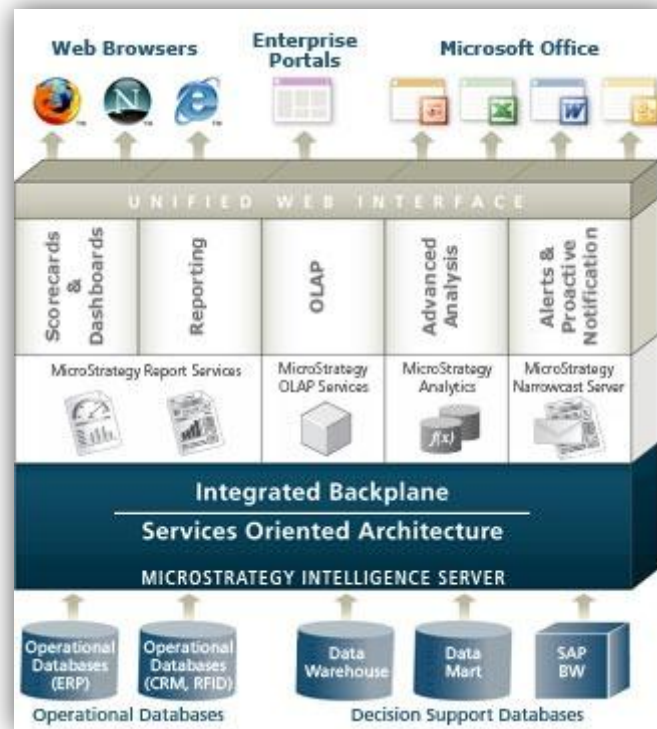 Web Browsers
Enterprise
Portals
Microsoft Office
N
UNIFIED WEB INTERFACE
Scorecards
&
Dashboards
Reporting
OLAP
Advanced
Analysis
Alerts &
Proactive
Notification
MicroStrategy Report Services
MicroStrategy
OLAP Services
MicroStrategy
Analytics
MicroStrategy
Narrowcast Server
f(x)
Integrated Backplane
Services Oriented Architecture
MICROSTRATEGY INTELLIGENCE SERVER
Operational
Databases
(ERP)
Operational
Databases
(CRM, RFID)
Data
Warehouse
Data
Mart
SAP
BW
Operational Databases
Decision Support Databases